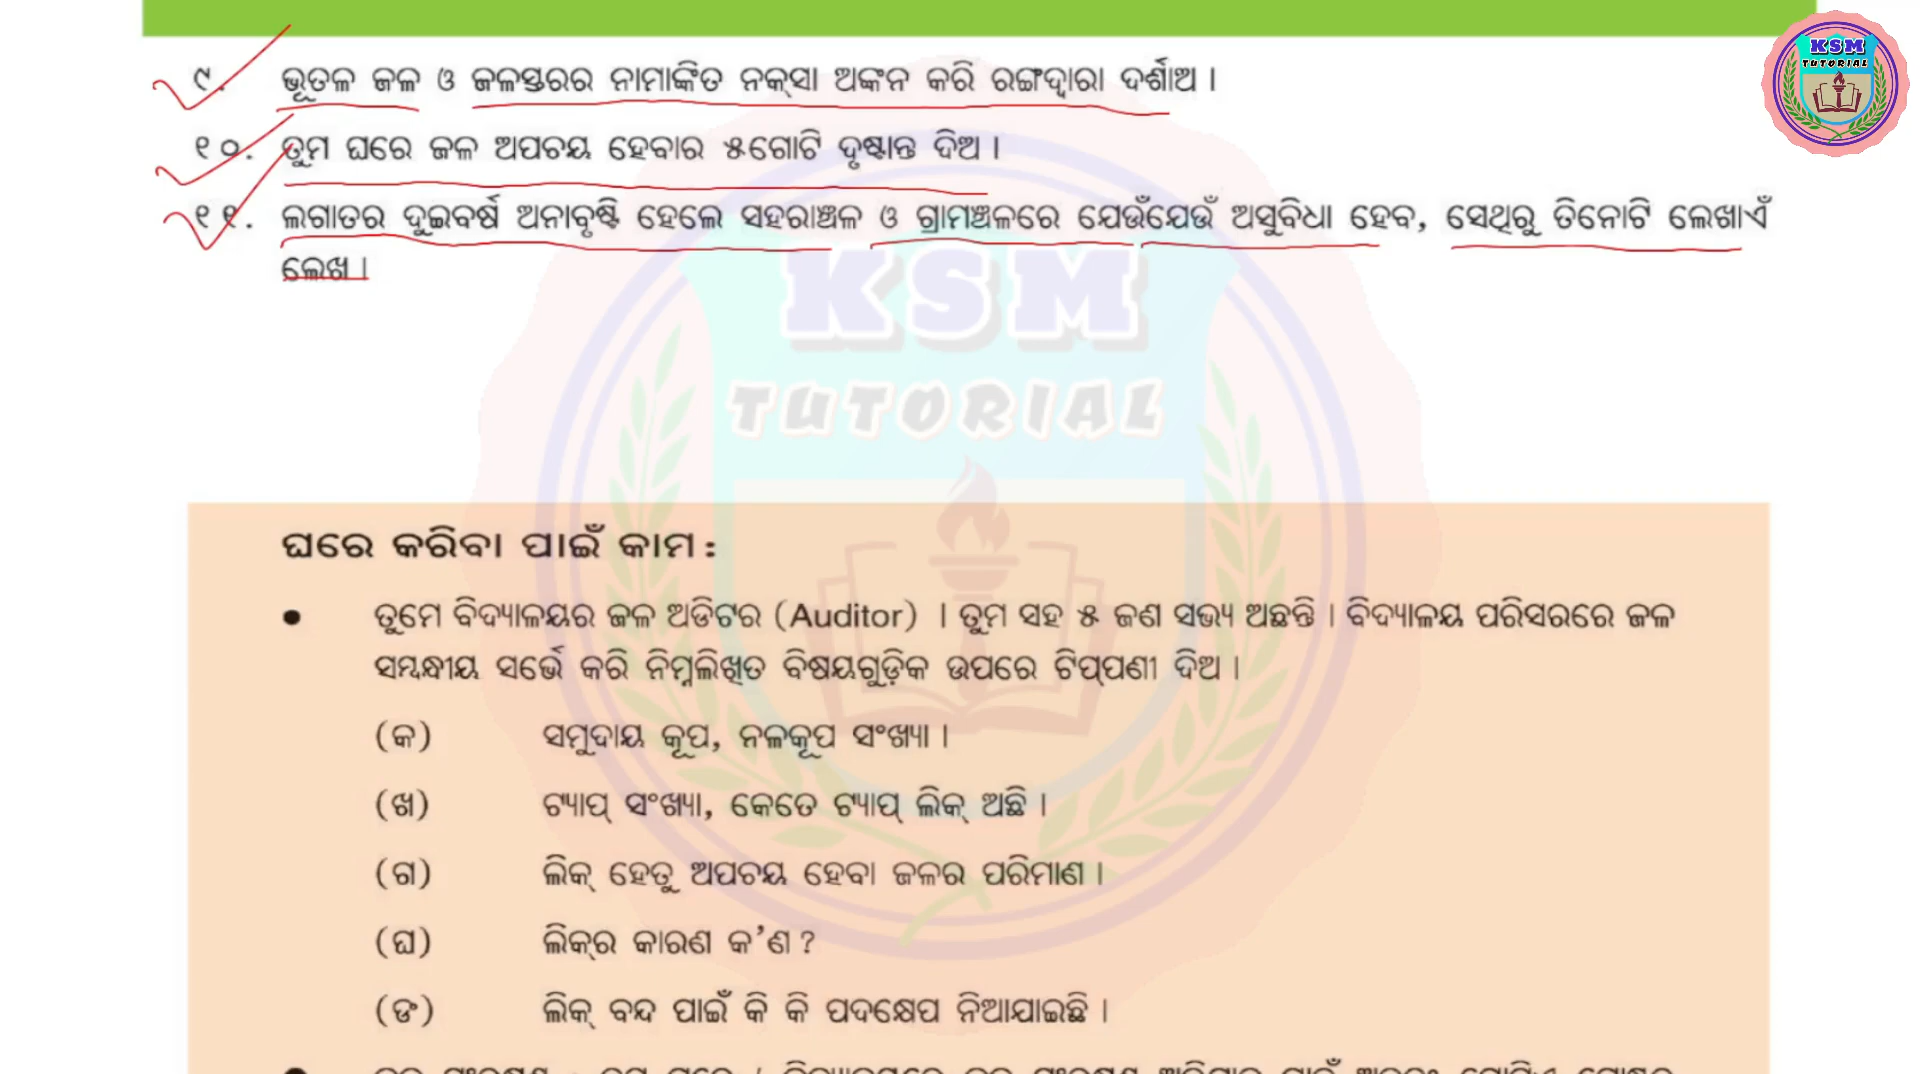 KSM
TUTORIAL
୯. ଭୂତଳ ଜଳ ଓ ଜଳସ୍ତରର ନାମାଙ୍କିତ ନକ୍‌ସା ଅଙ୍କନ କରି ରଙ୍ଗଦ୍ୱାରା ଦର୍ଶାଅ ।
୧୦. ତୁମ ଘରେ ଜଳ ଅପଚୟ ହେବାର ୫ଗୋଟି ଦୃଷ୍ଟାନ୍ତ ଦିଅ ।
୧୧. ଲଗାତର ଦୁଇବର୍ଷ ଅନାବୃଷ୍ଟି ହେଲେ ସହରାଞ୍ଚଳ ଓ ଗ୍ରାମଞ୍ଚଳରେ ଯେଉଁଯେଉଁ ଅସୁବିଧା ହେବ, ସେଥିରୁ ତିନୋଟି ଲେଖାଏଁ
ଲେଖ ।
KSM
TUTORIAL
ଘରେ କରିବା ପାଇଁ କାମ :
● ତୁମେ ବିଦ୍ୟାଳୟର ଜଳ ଅଡିଟର (Auditor) । ତୁମ ସହ ୫ ଜଣ ସଭ୍ୟ ଅଛନ୍ତି । ବିଦ୍ୟାଳୟ ପରିସରରେ ଜଳ
ସମ୍ବନ୍ଧୀୟ ସର୍ଭେ କରି ନିମ୍ନଲିଖିତ ବିଷୟଗୁଡ଼ିକ ଉପରେ ଟିପ୍‌ପଣୀ ଦିଅ ।
(କ) ସମୁଦାୟ କୂପ, ନଳକୂପ ସଂଖ୍ୟା ।
(ଖ) ଟ୍ୟାପ୍ ସଂଖ୍ୟା, କେତେ ଟ୍ୟାପ୍ ଲିକ୍ ଅଛି ।
(ଗ) ଲିକ୍ ହେତୁ ଅପଚୟ ହେବା ଜଳର ପରିମାଣ ।
(ଘ) ଲିକ୍‌ର କାରଣ କ'ଣ ?
(ଙ) ଲିକ୍ ବନ୍ଦ ପାଇଁ କି କି ପଦକ୍ଷେପ ନିଆଯାଇଛି ।